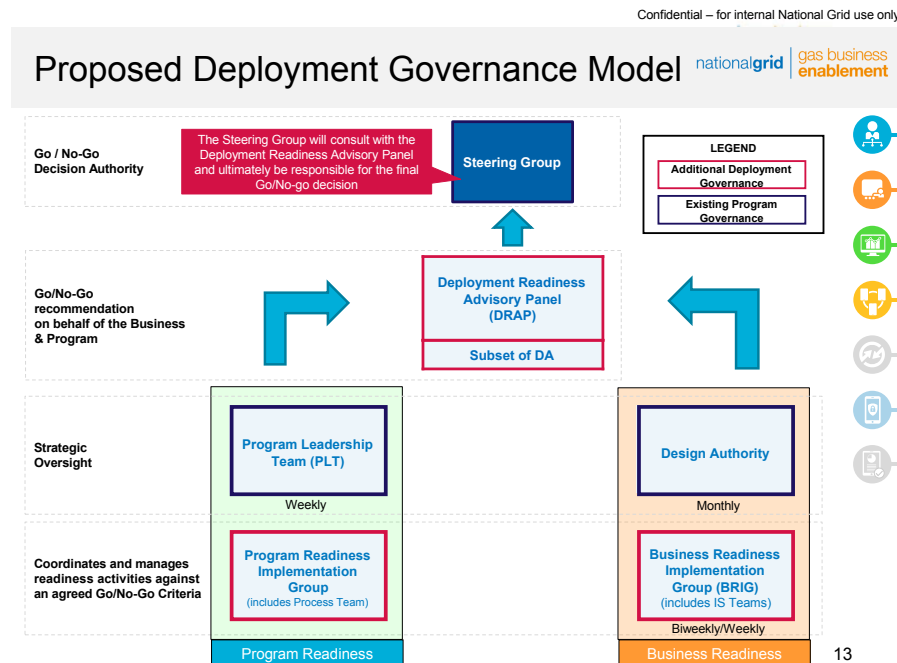 Confidential – for internal National Grid use only
Proposed Deployment Governance Model
nationalgrid
gas business
enablement
Go / No-Go
Decision Authority
The Steering Group will consult with the
Deployment Readiness Advisory Panel
and ultimately be responsible for the final
Go/No-go decision
Steering Group
LEGEND
Additional Deployment
Governance
Existing Program
Governance
Go/No-Go
recommendation
on behalf of the Business
& Program
Deployment Readiness
Advisory Panel
(DRAP)
Subset of DA
Strategic
Oversight
Program Leadership
Team (PLT)
Weekly
Design Authority
Monthly
Coordinates and manages
readiness activities against
an agreed Go/No-Go Criteria
Program Readiness
Implementation
Group
(includes Process Team)
Business Readiness
Implementation
Group (BRIG)
(includes IS Teams)
Biweekly/Weekly
Program Readiness
Business Readiness
13